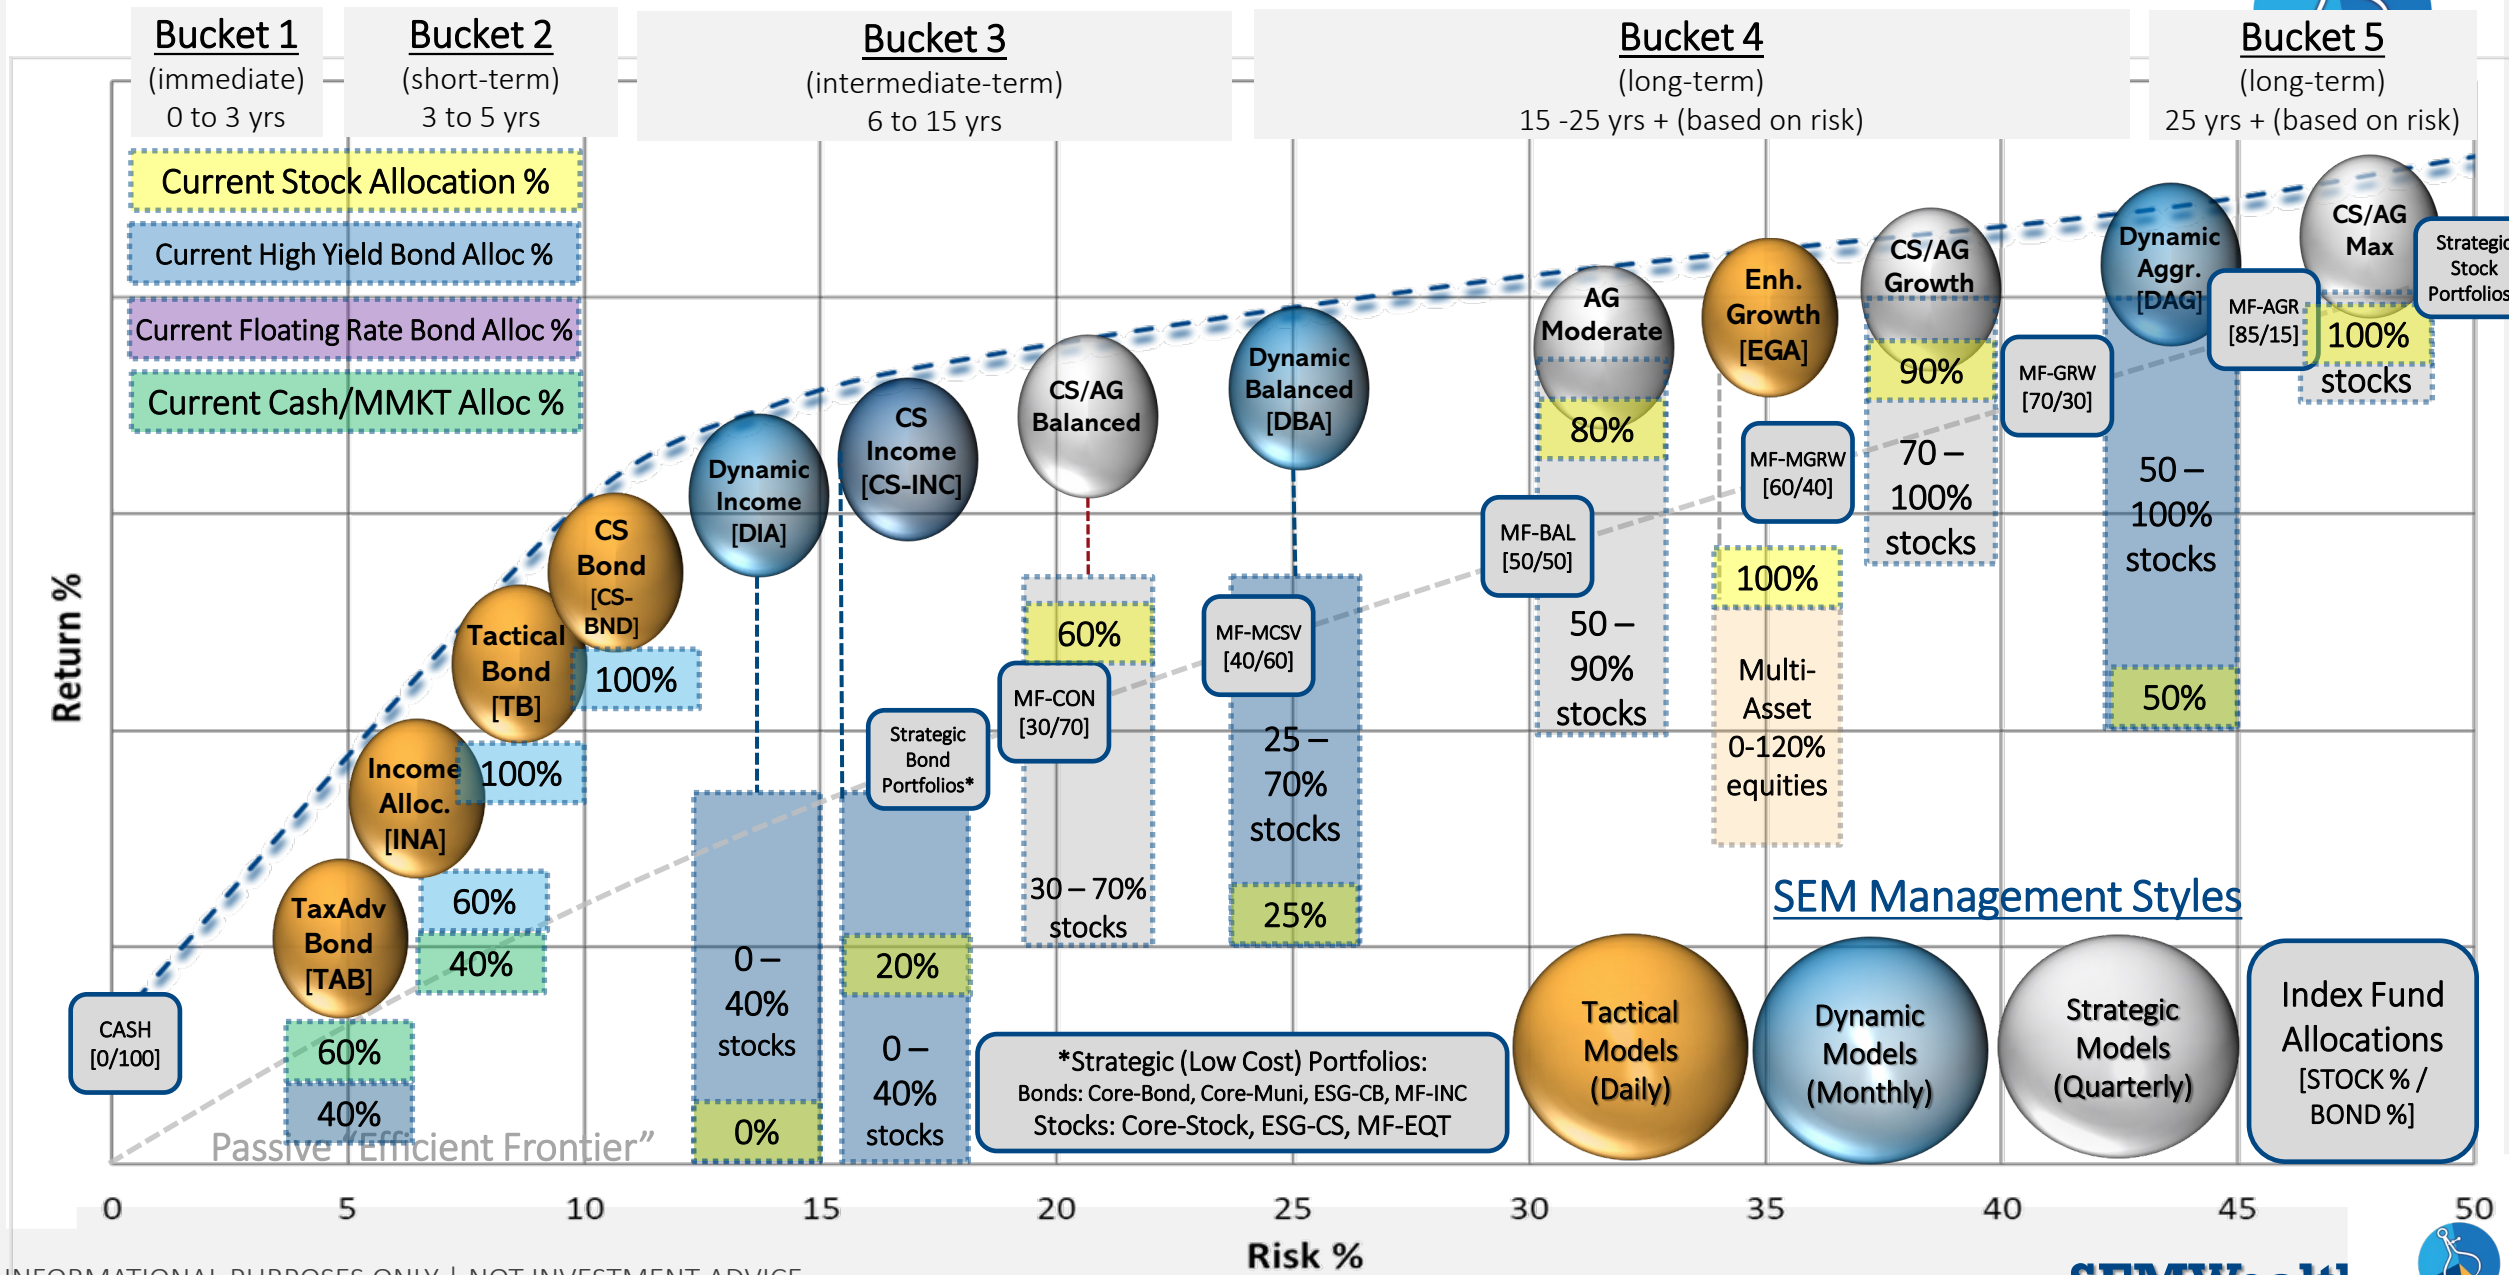 Bucket 1
(immediate)
0 to 3 yrs
Bucket 2
(short-term)
3 to 5 yrs
Bucket 3
(intermediate-term)
6 to 15 yrs
Bucket 4
(long-term)
15 -25 yrs + (based on risk)
Bucket 5
(long-term)
25 yrs + (based on risk)
Current Stock Allocation %
Current High Yield Bond Alloc %
Current Floating Rate Bond Alloc %
Current Cash/MMKT Alloc %
Return %
CASH
[0/100]
TaxAdv
Bond
[TAB]
60%
40%
Income
Alloc.
[INA]
60%
40%
Tactical
Bond
[TB]
100%
CS
Bond
[CS-
BND]
100%
Dynamic
Income
[DIA]
0 –
40%
stocks
0%
CS
Income
[CS-INC]
20%
0 –
40%
stocks
Strategic
Bond
Portfolios*
CS/AG
Balanced
60%
MF-CON
[30/70]
30 – 70%
stocks
Dynamic
Balanced
[DBA]
MF-MCSV
[40/60]
25 –
70%
stocks
25%
MF-BAL
[50/50]
AG
Moderate
80%
50 –
90%
stocks
Enh.
Growth
[EGA]
MF-MGRW
[60/40]
100%
Multi-
Asset
0-120%
equities
CS/AG
Growth
90%
70 –
100%
stocks
MF-GRW
[70/30]
Dynamic
Aggr.
[DAG]
50 –
100%
stocks
50%
MF-AGR
[85/15]
CS/AG
Max
100%
stocks
Strategic
Stock
Portfolios
Passive "Efficient Frontier"
*Strategic (Low Cost) Portfolios:
Bonds: Core-Bond, Core-Muni, ESG-CB, MF-INC
Stocks: Core-Stock, ESG-CS, MF-EQT
SEM Management Styles
Tactical
Models
(Daily)
Dynamic
Models
(Monthly)
Strategic
Models
(Quarterly)
Index Fund
Allocations
[STOCK % /
BOND %]
0 5 10 15 20 25 30 35 40 45 50
Risk %
INFORMATIONAL PURPOSES ONLY | NOT INVESTMENT ADVICE
SEMWealth